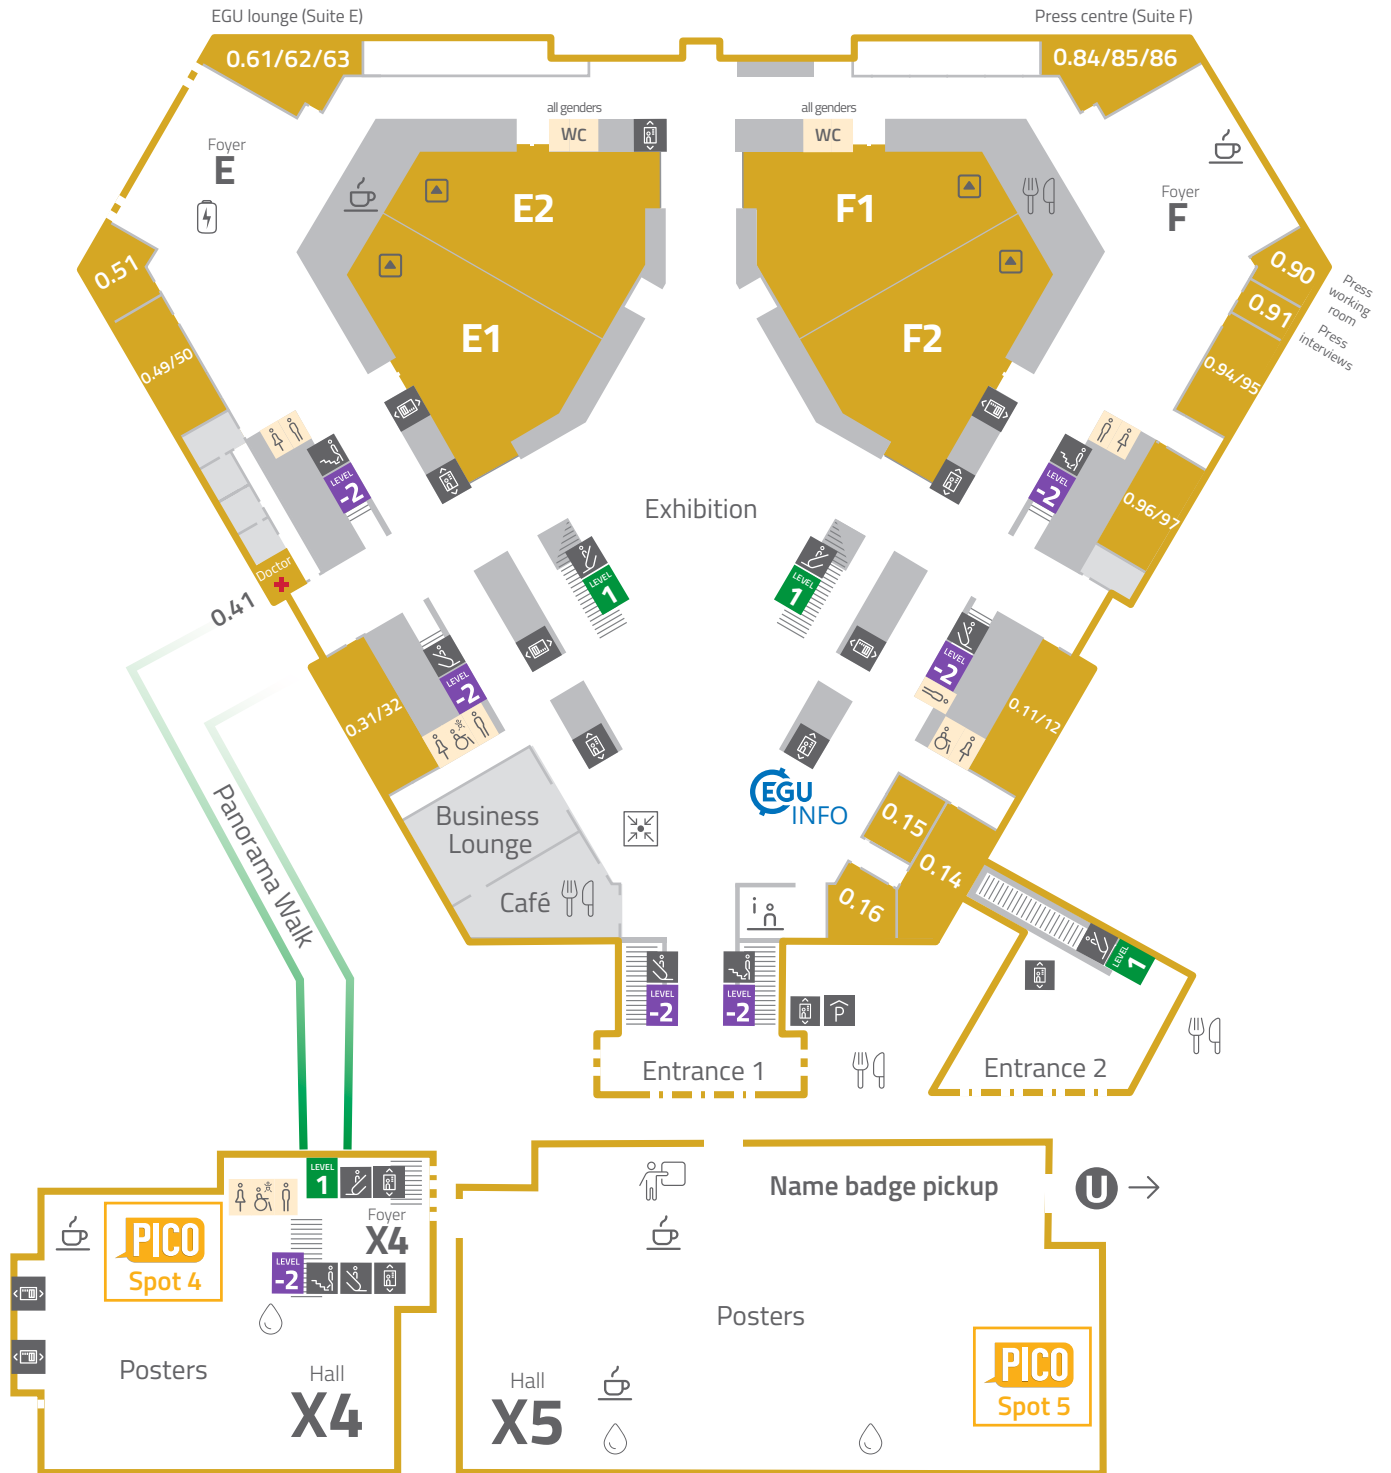 EGU lounge (Suite E)
Press centre (Suite F)
0.61/62/63
0.84/85/86
all genders
WC
all genders
WC
Foyer
E
Foyer
F
E2
F1
E1
F2
0.51
0.49/50
0.90
Press
working
room
0.91
Press
interviews
0.94/95
0.96/97
LEVEL
-2
LEVEL
-2
Exhibition
Doctor
0.41
LEVEL
1
LEVEL
1
0.31/32
LEVEL
-2
LEVEL
-2
0.11/12
Panorama Walk
Business
Lounge
Café
EGU
INFO
i
0.15
0.14
0.16
LEVEL
-2
LEVEL
-2
P
LEVEL
1
Entrance 1
Entrance 2
LEVEL
1
Foyer
X4
PICO
Spot 4
LEVEL
-2
Posters
Hall
X4
Name badge pickup
U
Posters
Hall
X5
PICO
Spot 5